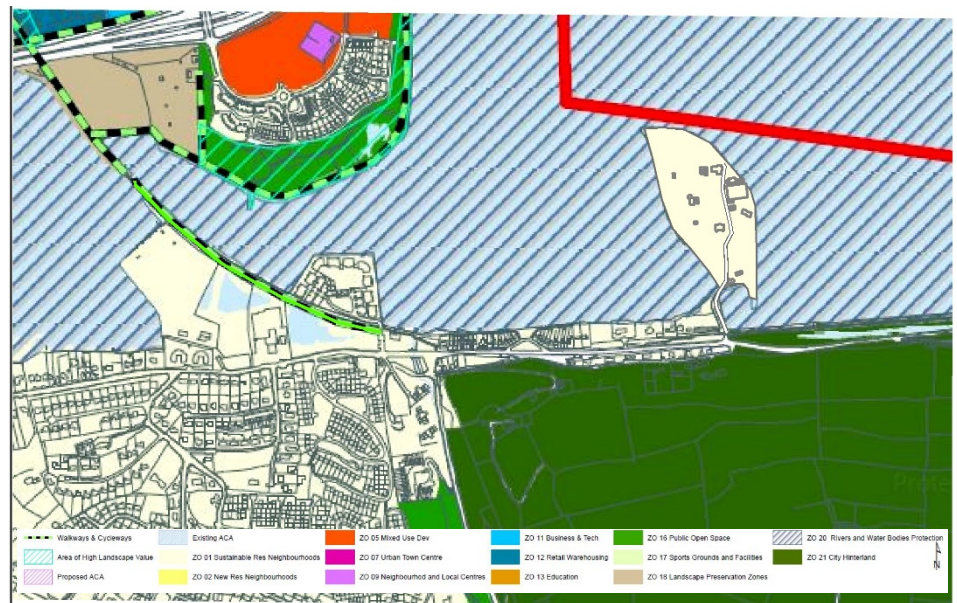 Prote
Walkways & Cycleways
Existing ACA
ZO 05 Mixed Use Dev
ZO 11 Business & Tech
ZO 16 Public Open Space
ZO 20 Rivers and Water Bodies Protection
Area of High Landscape Value
ZO 01 Sustainable Res Neighbourhoods
ZO 07 Urban Town Centre
ZO 12 Retail Warehousing
ZO 17 Sports Grounds and Facilities
ZO 21 City Hinterland
Proposed ACA
ZO 02 New Res Neighbourhoods
ZO 09 Neighbourhod and Local Centres
ZO 13 Education
ZO 18 Landscape Preservation Zones
N